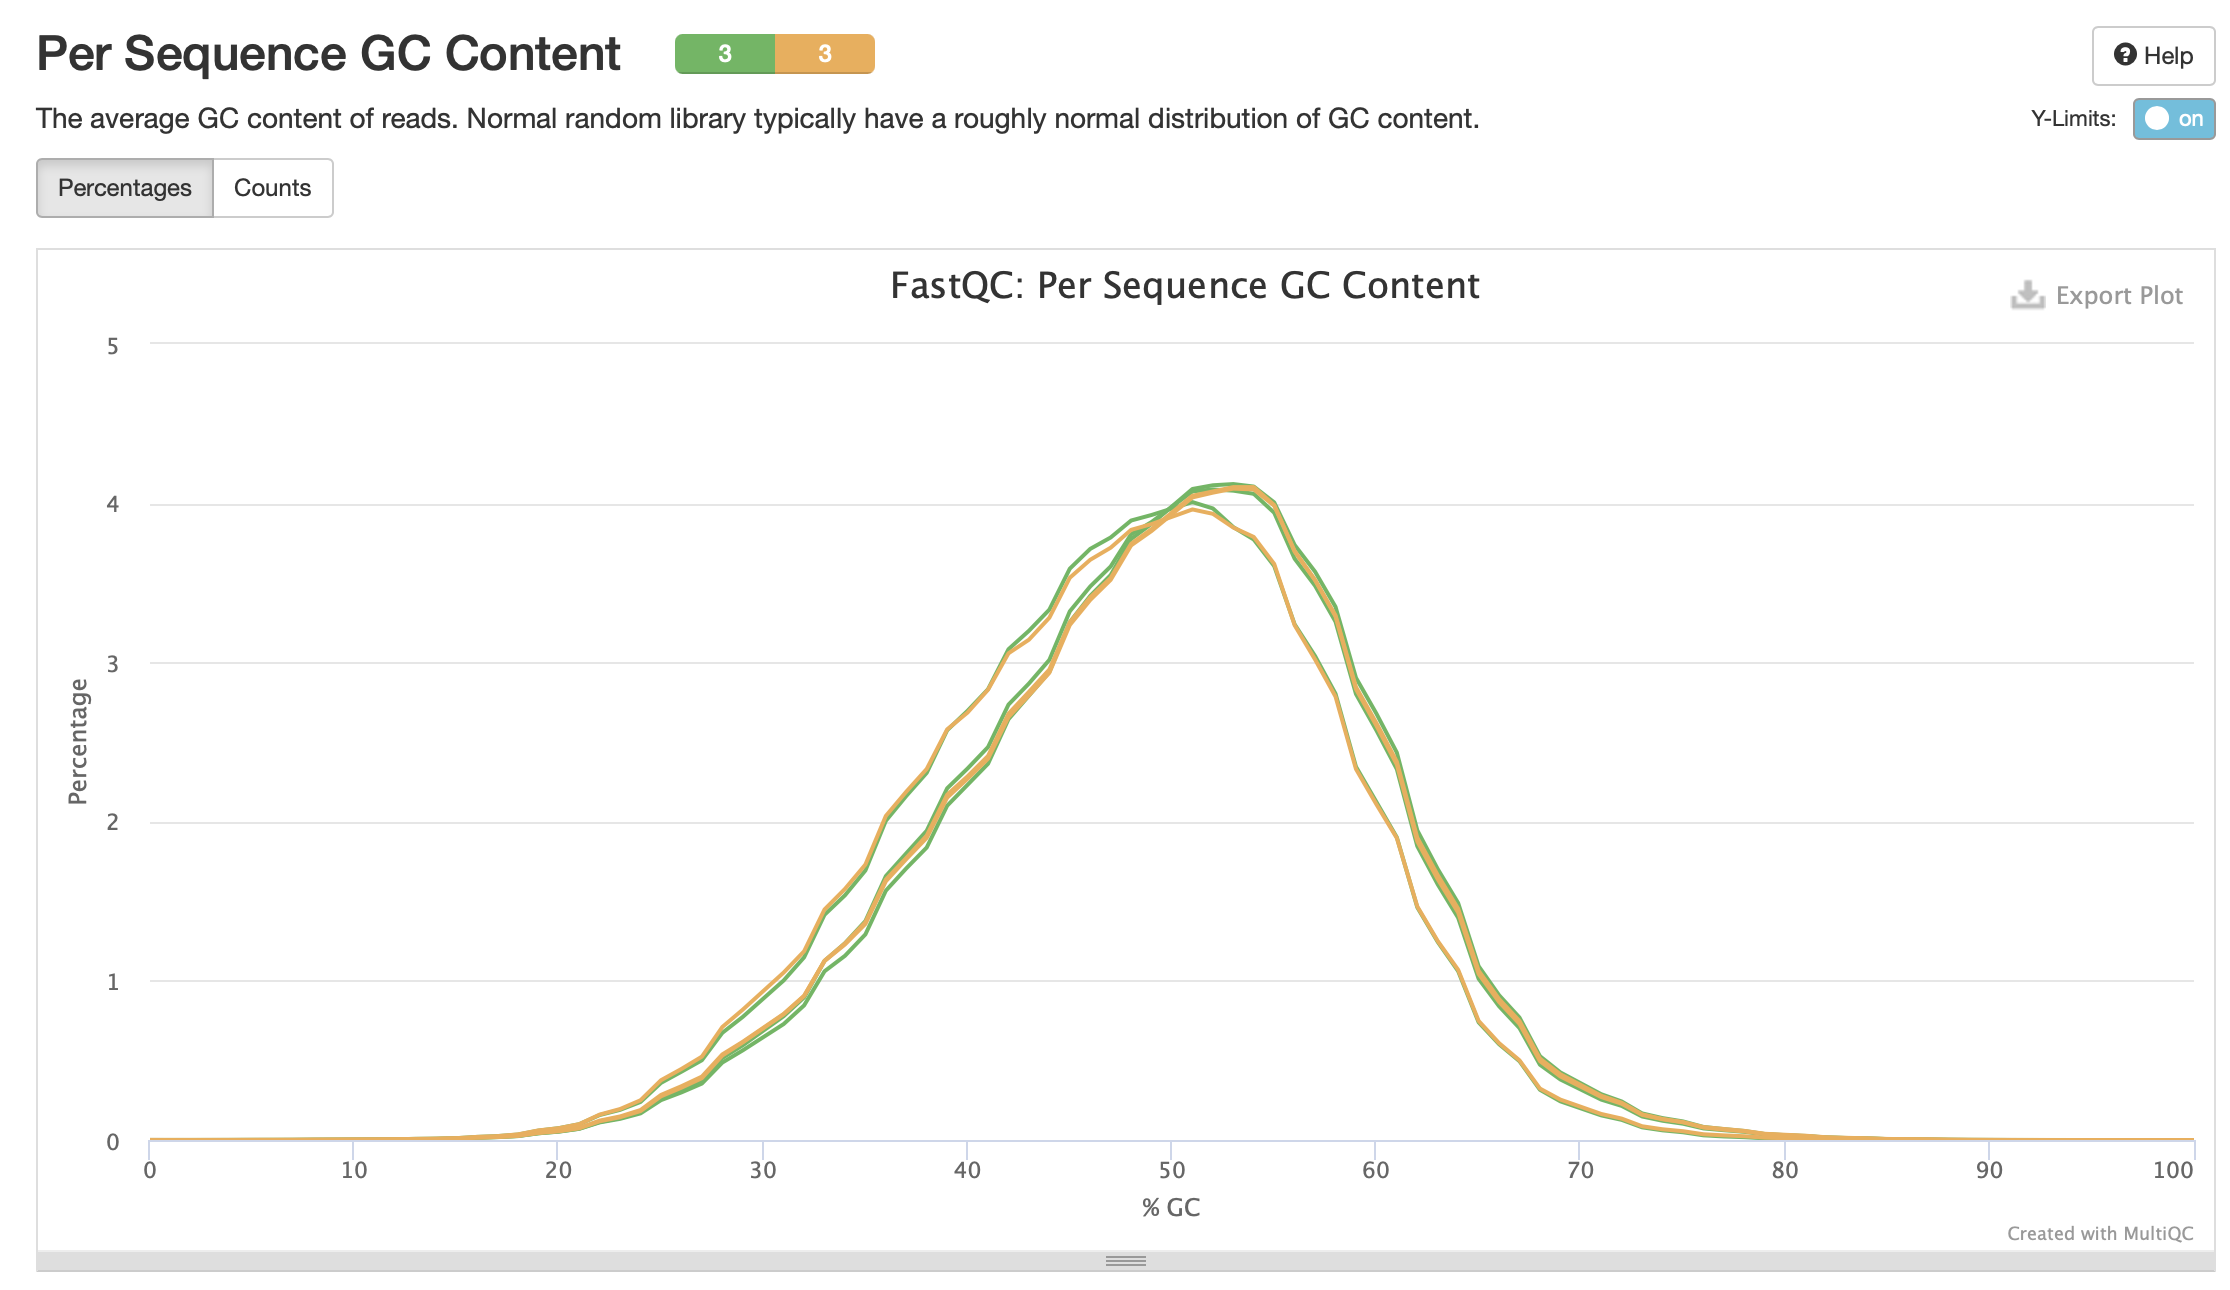 Per Sequence GC Content 3 3
Help
The average GC content of reads. Normal random library typically have a roughly normal distribution of GC content.
Y-Limits: on
Percentages Counts
FastQC: Per Sequence GC Content
Export Plot
5
4
3
2
1
0
Percentage
0 10 20 30 40 50 60 70 80 90 100
% GC
Created with MultiQC